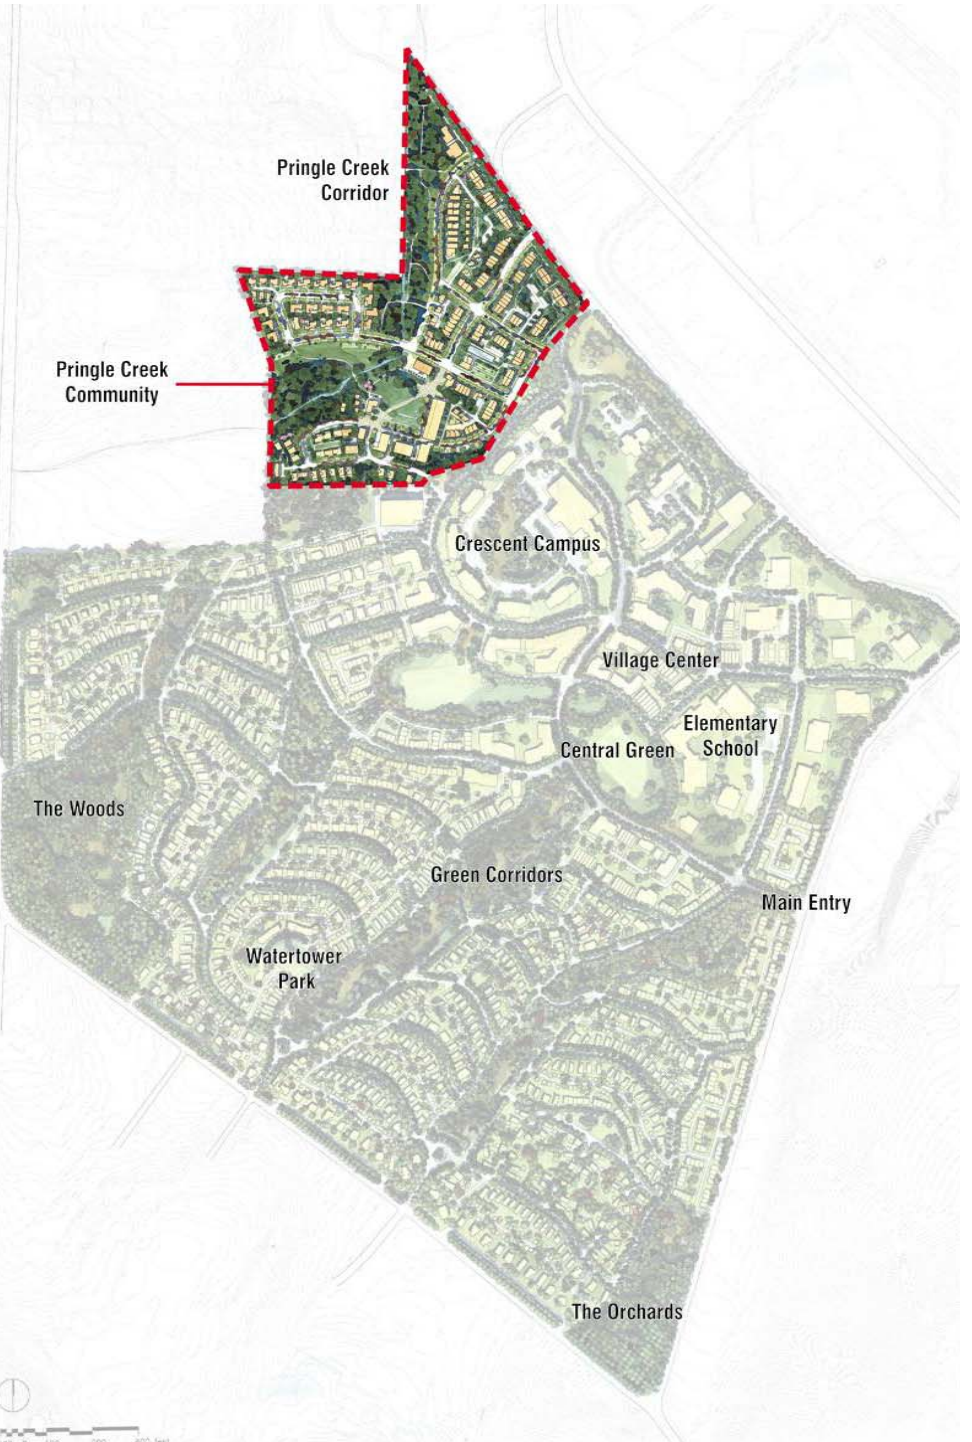 Pringle Creek
Corridor
Pringle Creek
Community
Crescent Campus
Village Center
Elementary
School
Central Green
The Woods
Green Corridors
Main Entry
Watertower
Park
The Orchards